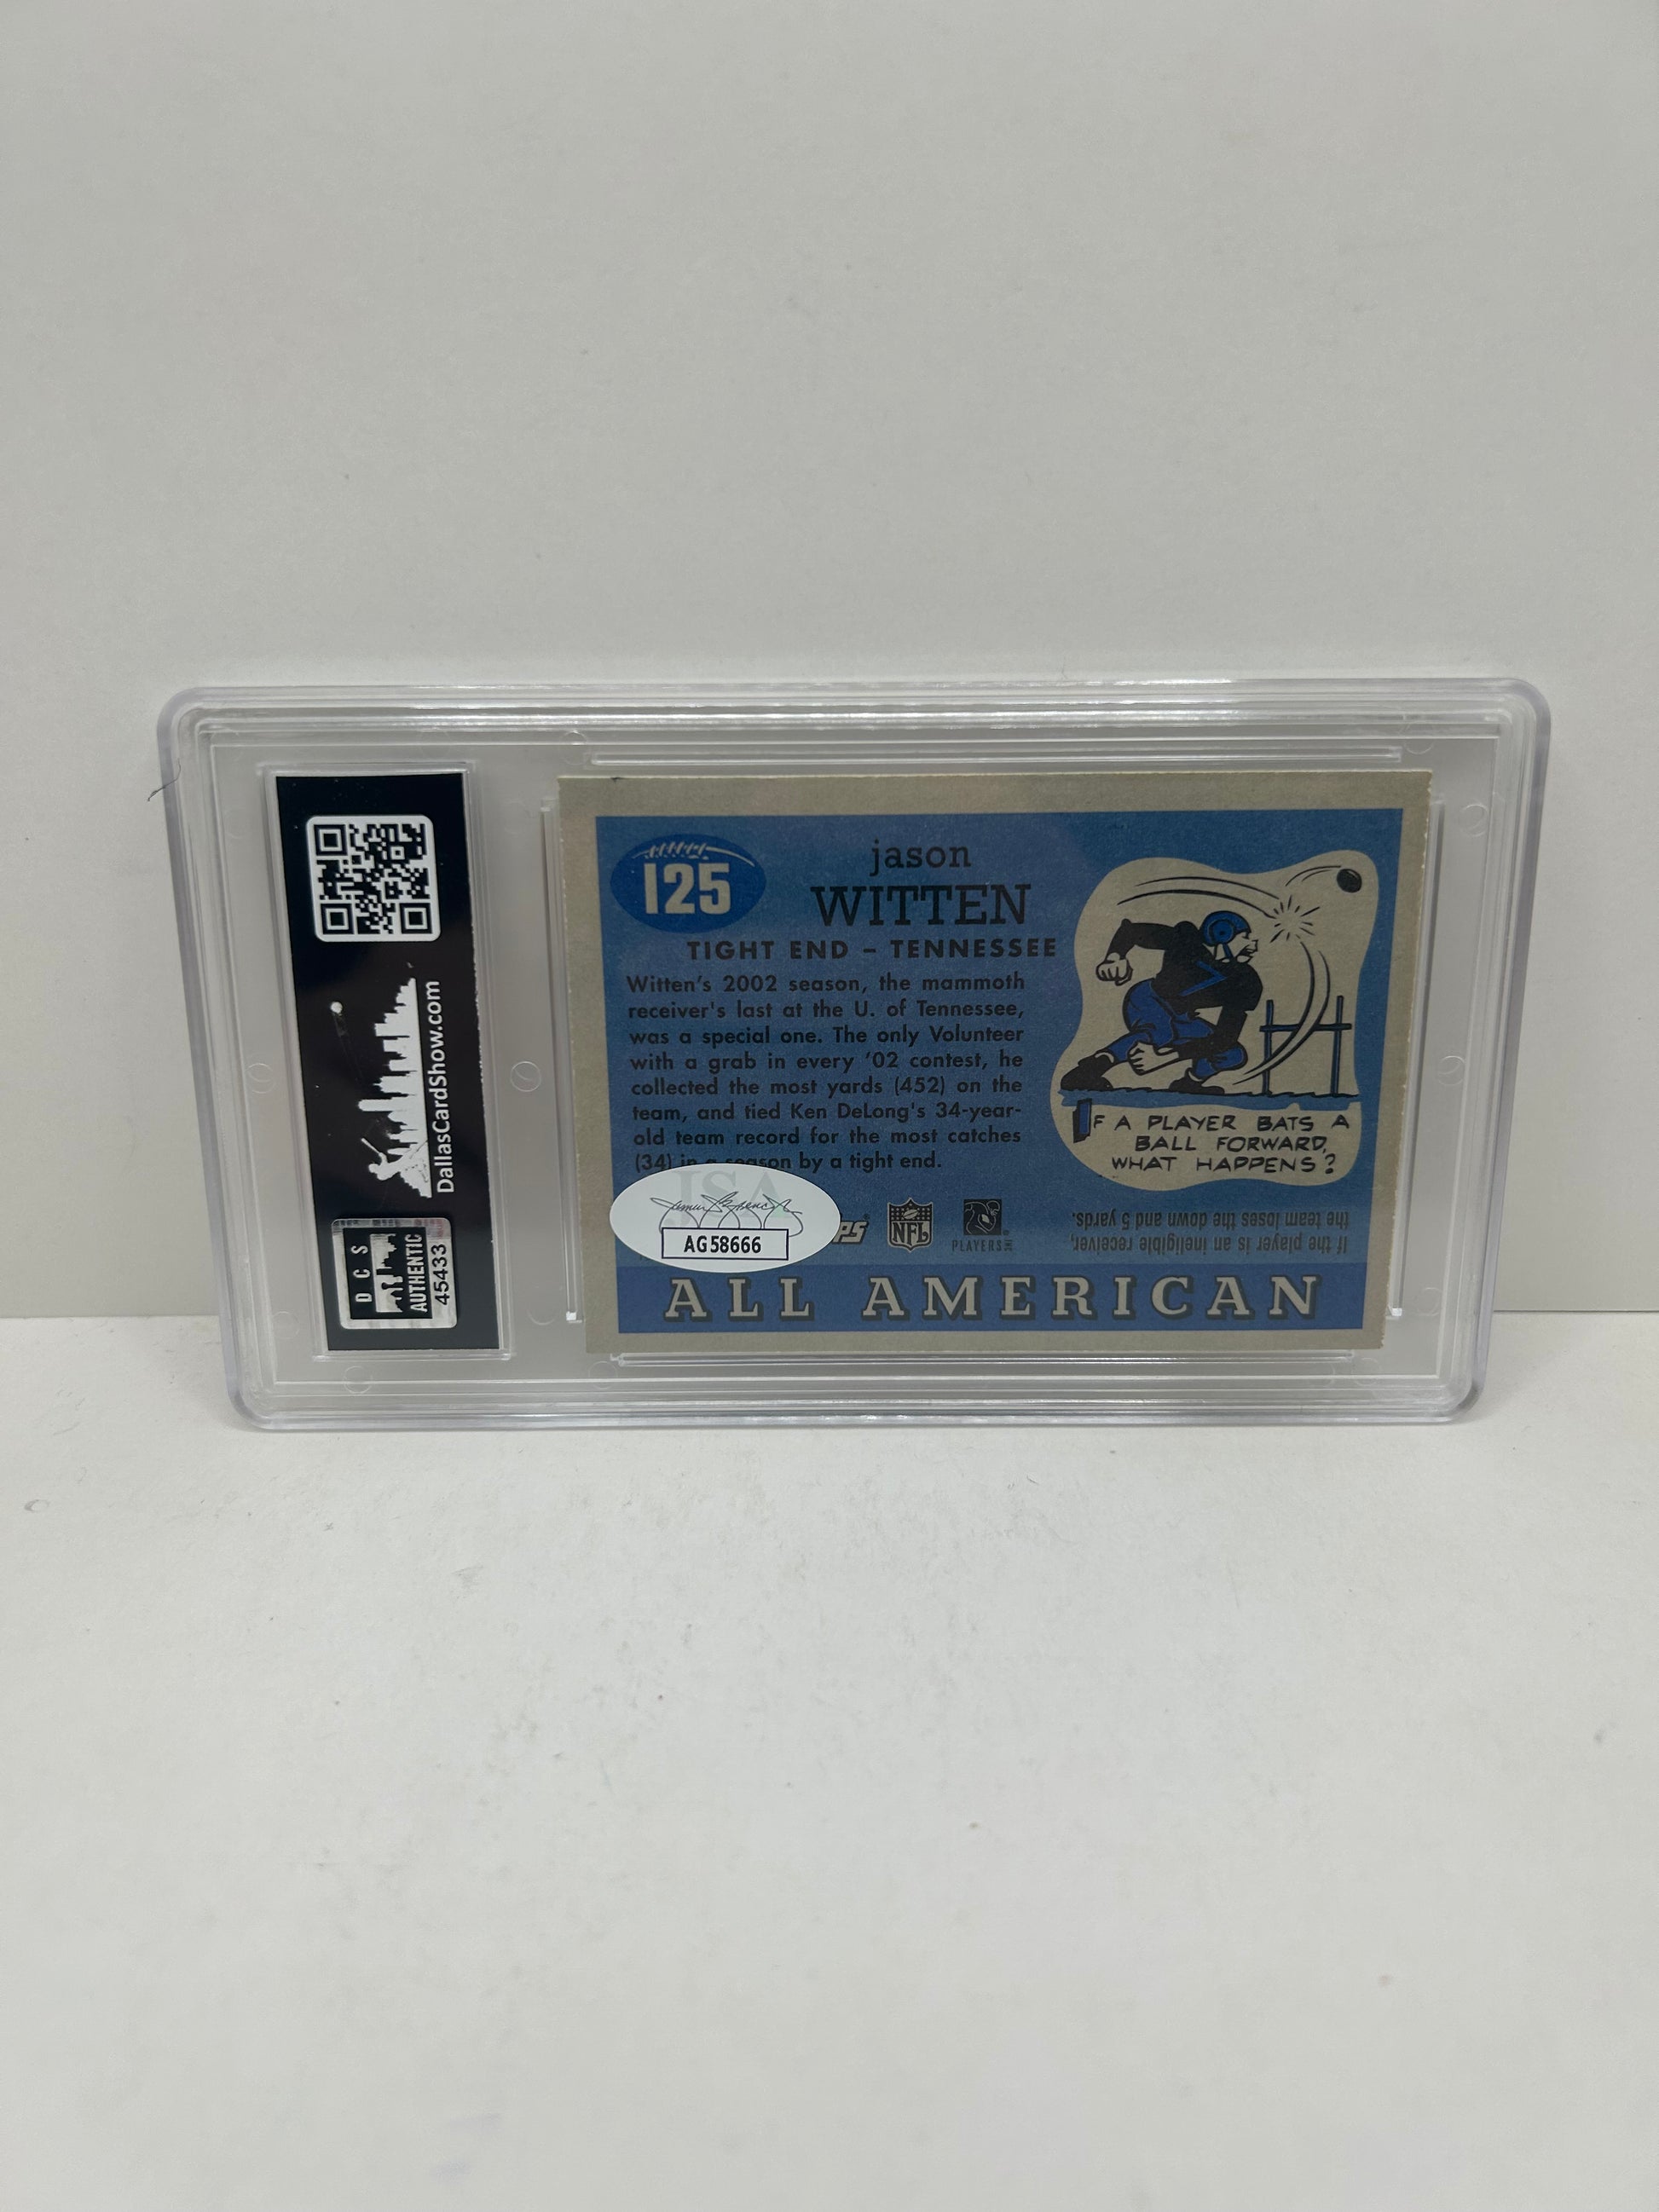 DallasCardShow.com
DCS
AUTHENTIC
45433
125
jason
WITTEN
TIGHT END – TENNESSEE
Witten's 2002 season, the mammoth
receiver's last at the U. of Tennessee,
was a special one. The only Volunteer
with a grab in every '02 contest, he
collected the most yards (452) on the
team, and tied Ken DeLong's 34-year-
old team record for the most catches
(34) in a season by a tight end.
IF A PLAYER BATS A
BALL FORWARD,
WHAT HAPPENS?
If the player is an ineligible receiver,
the team loses the down and 5 yards.
JSA
AG58666
NFL
PLAYERS INC
ALL AMERICAN